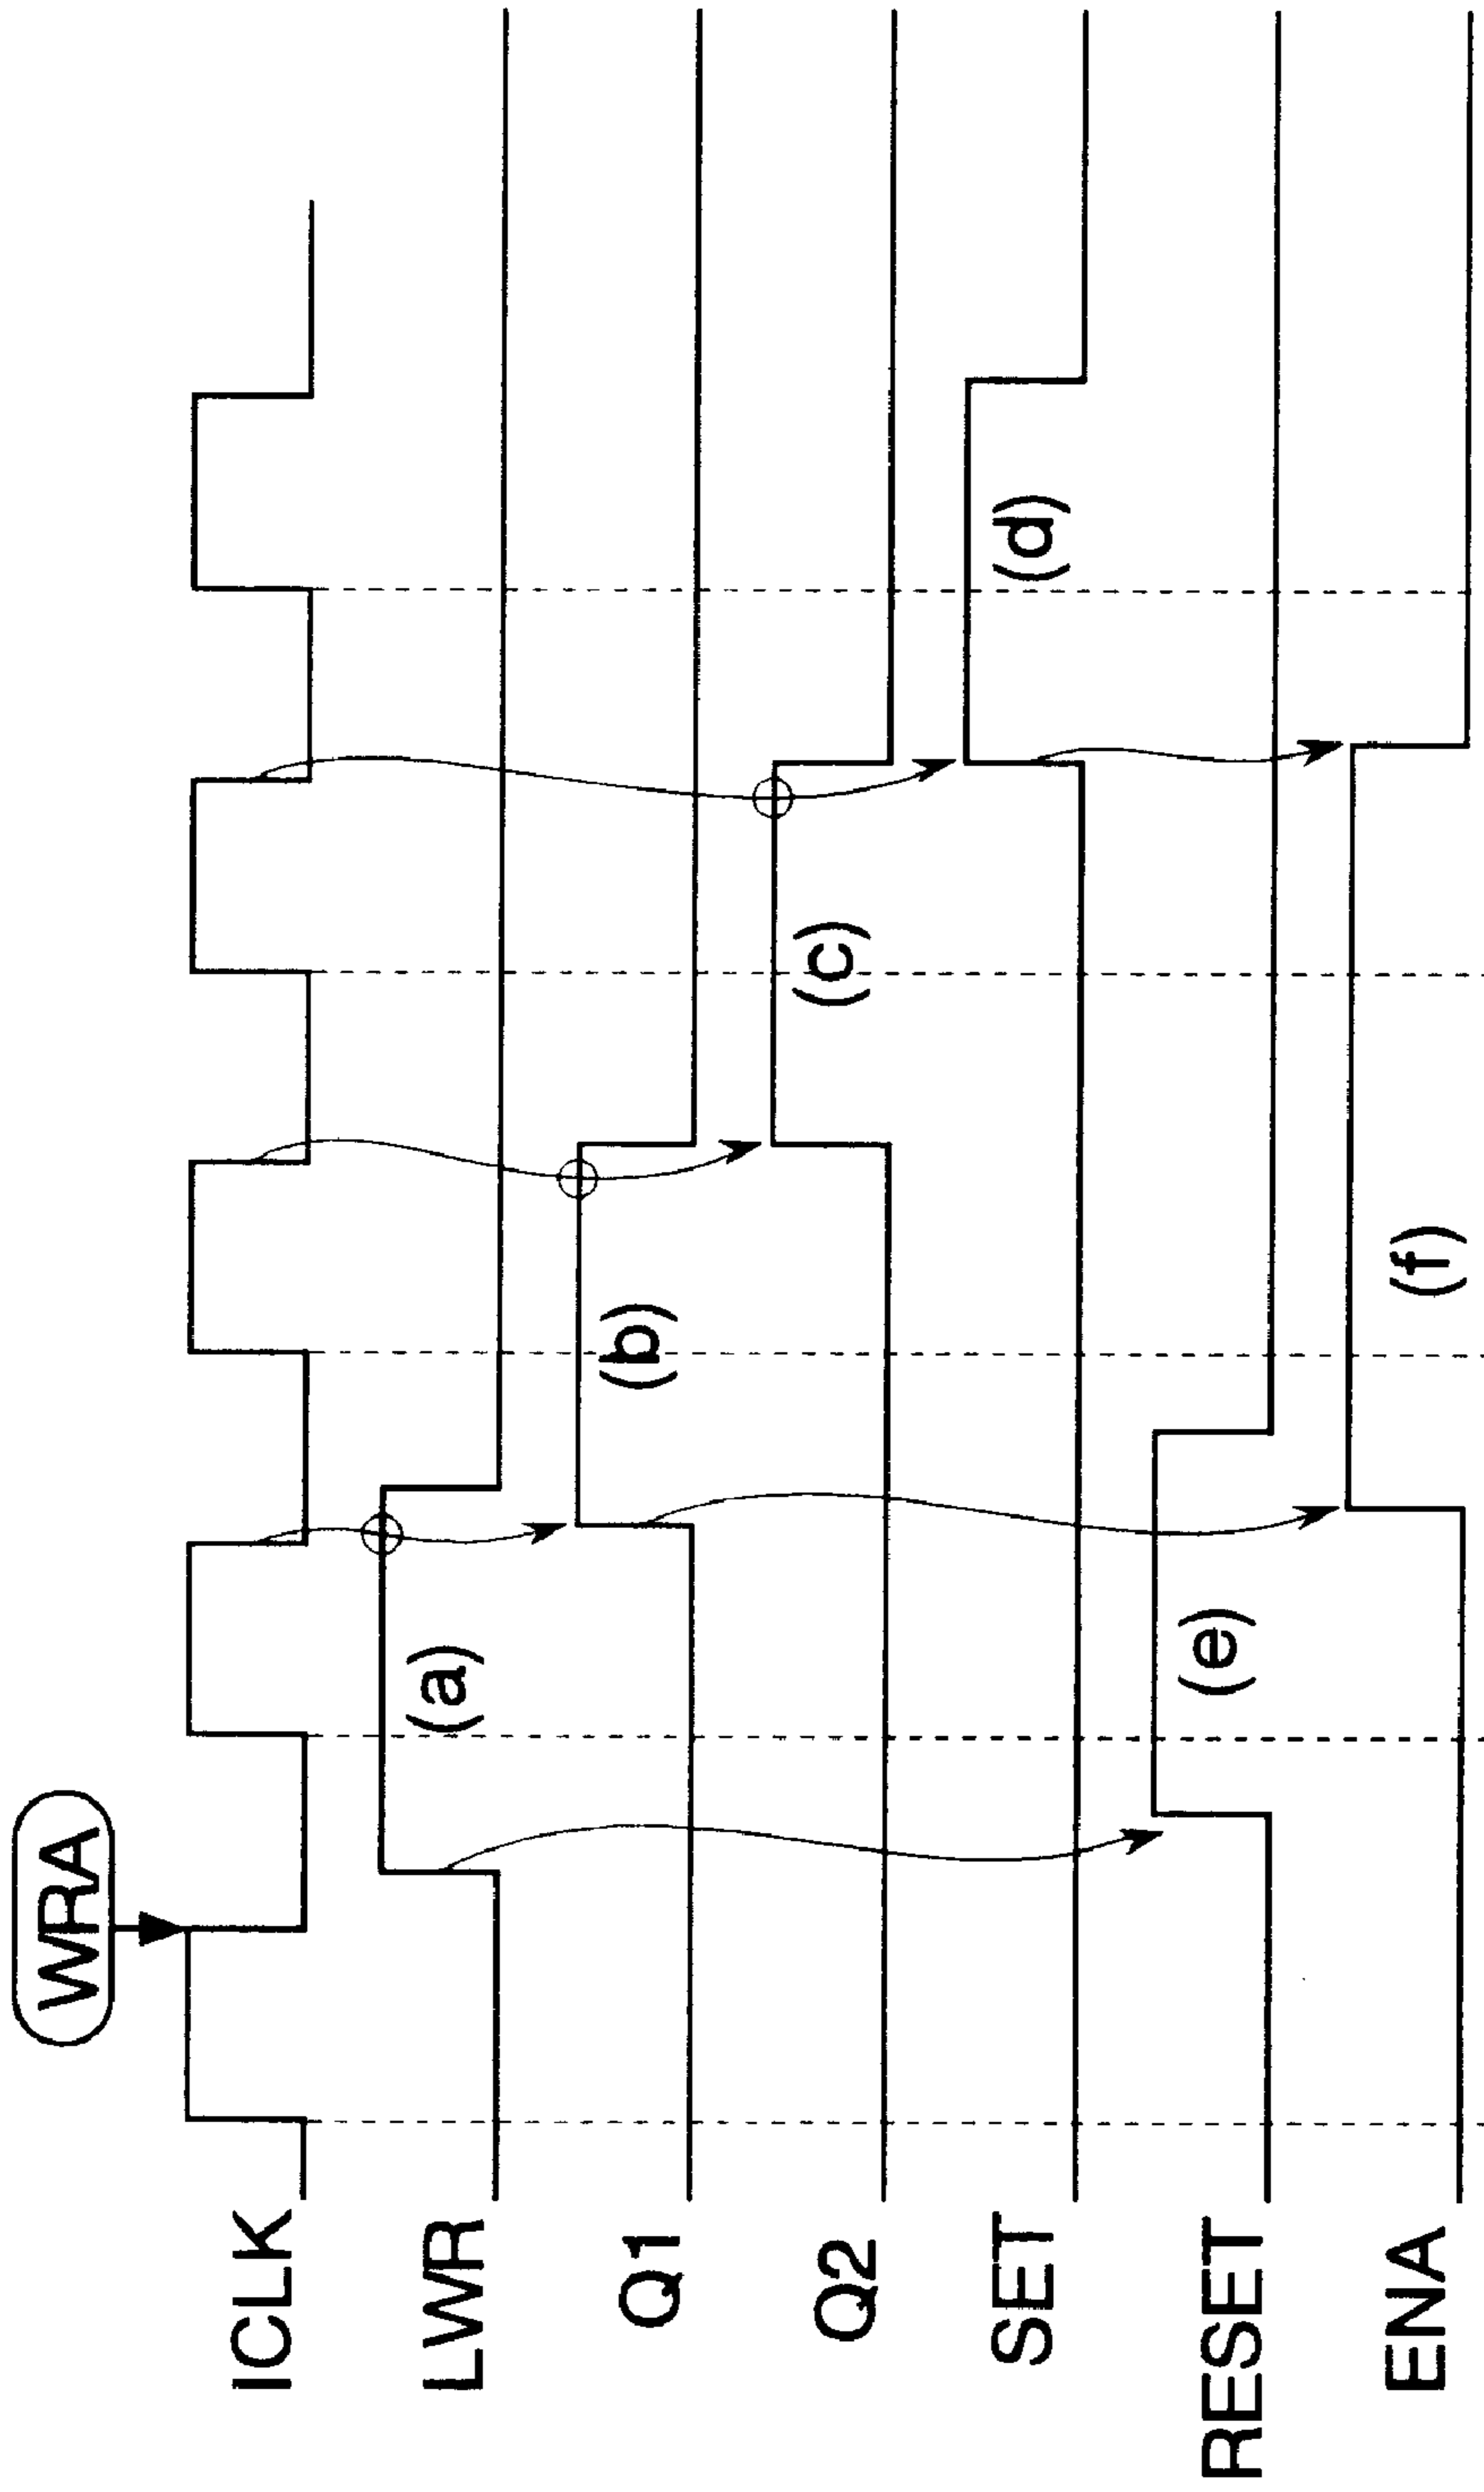 WRA
ICLK
LWR
(a)
Q1
(b)
Q2
(c)
SET
(d)
RESET
(e)
ENA
(f)